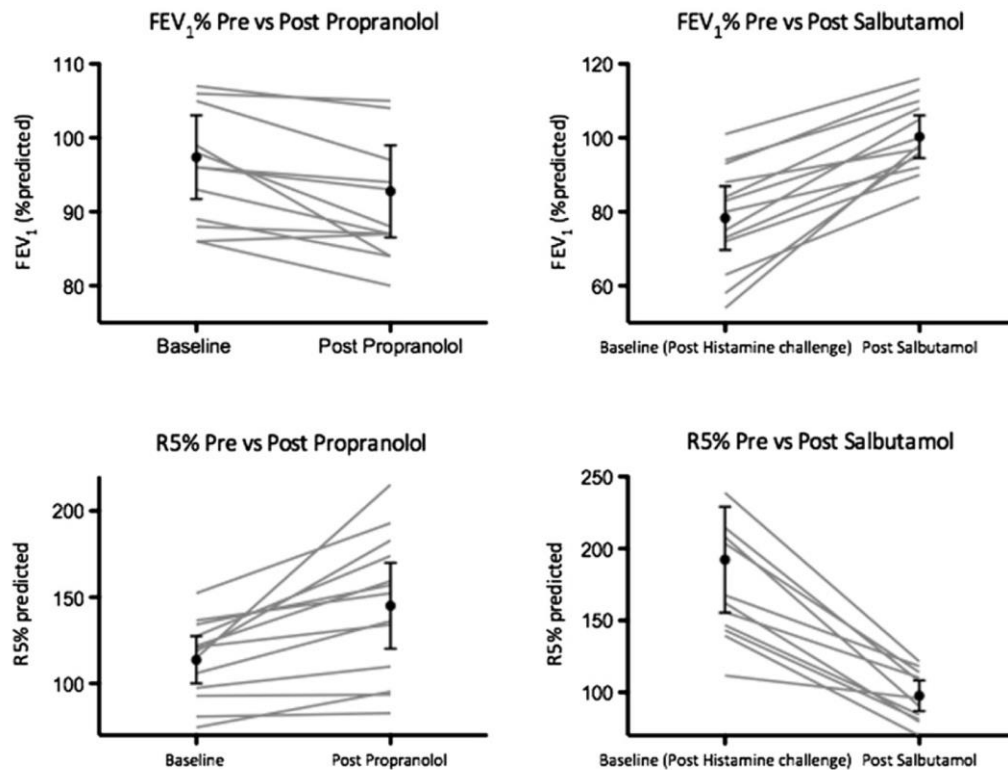 FEV₁% Pre vs Post Propranolol
FEV₁ (%predicted)
110
100
90
80
Baseline
Post Propranolol
FEV₁% Pre vs Post Salbutamol
FEV₁ (%predicted)
120
100
80
60
Baseline (Post Histamine challenge)
Post Salbutamol
R5% Pre vs Post Propranolol
R5% predicted
200
150
100
Baseline
Post Propranolol
R5% Pre vs Post Salbutamol
R5% predicted
250
200
150
100
Baseline (Post Histamine challenge)
Post Salbutamol